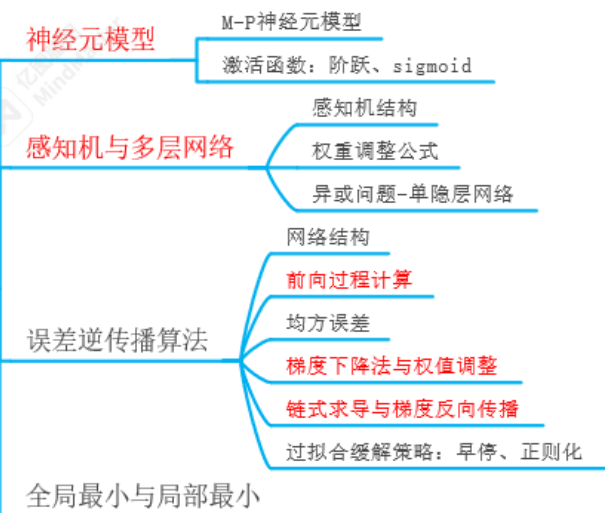 神经元模型
M-P神经元模型
激活函数：阶跃、sigmoid
感知机与多层网络
感知机结构
权重调整公式
异或问题-单隐层网络
误差逆传播算法
网络结构
前向过程计算
均方误差
梯度下降法与权值调整
链式求导与梯度反向传播
过拟合缓解策略：早停、正则化
全局最小与局部最小